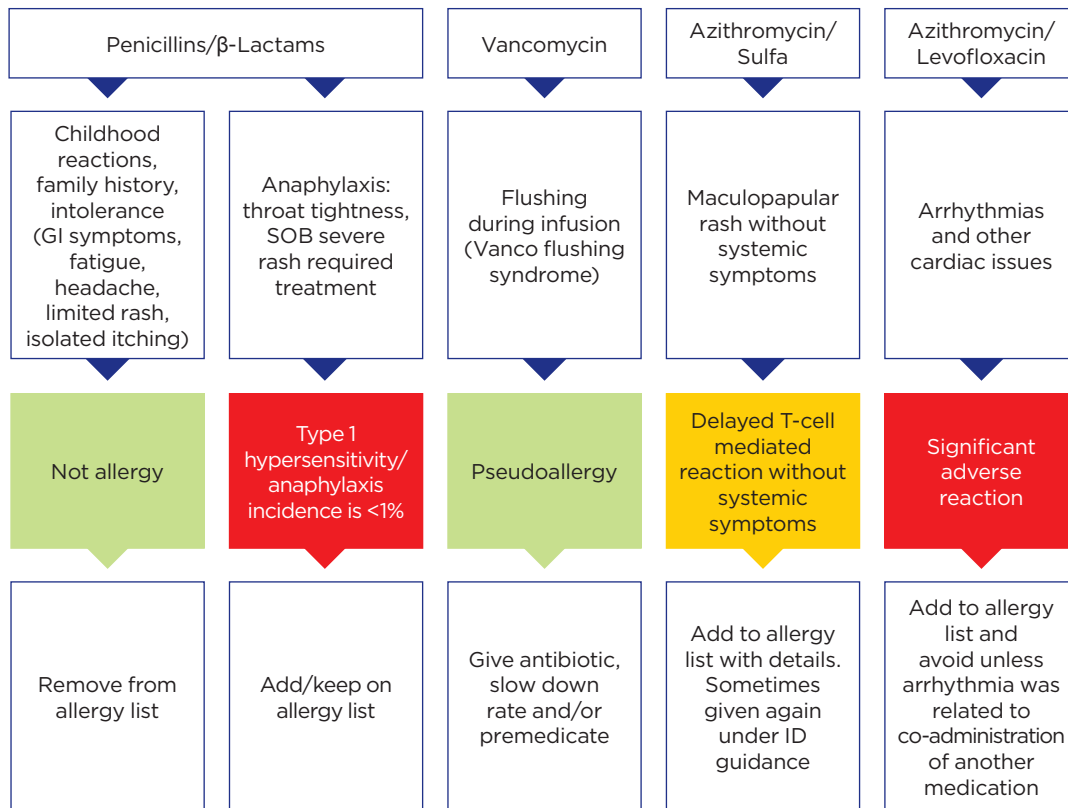 Penicillins/β-Lactams
Vancomycin
Azithromycin/
Sulfa
Azithromycin/
Levofloxacin
Childhood
reactions,
family history,
intolerance
(GI symptoms,
fatigue,
headache,
limited rash,
isolated itching)
Anaphylaxis:
throat tightness,
SOB severe
rash required
treatment
Flushing
during infusion
(Vanco flushing
syndrome)
Maculopapular
rash without
systemic
symptoms
Arrhythmias
and other
cardiac issues
Not allergy
Type 1
hypersensitivity/
anaphylaxis
incidence is <1%
Pseudoallergy
Delayed T-cell
mediated
reaction without
systemic
symptoms
Significant
adverse
reaction
Remove from
allergy list
Add/keep on
allergy list
Give antibiotic,
slow down
rate and/or
premedicate
Add to allergy
list with details.
Sometimes
given again
under ID
guidance
Add to allergy
list and
avoid unless
arrhythmia was
related to
co-administration
of another
medication